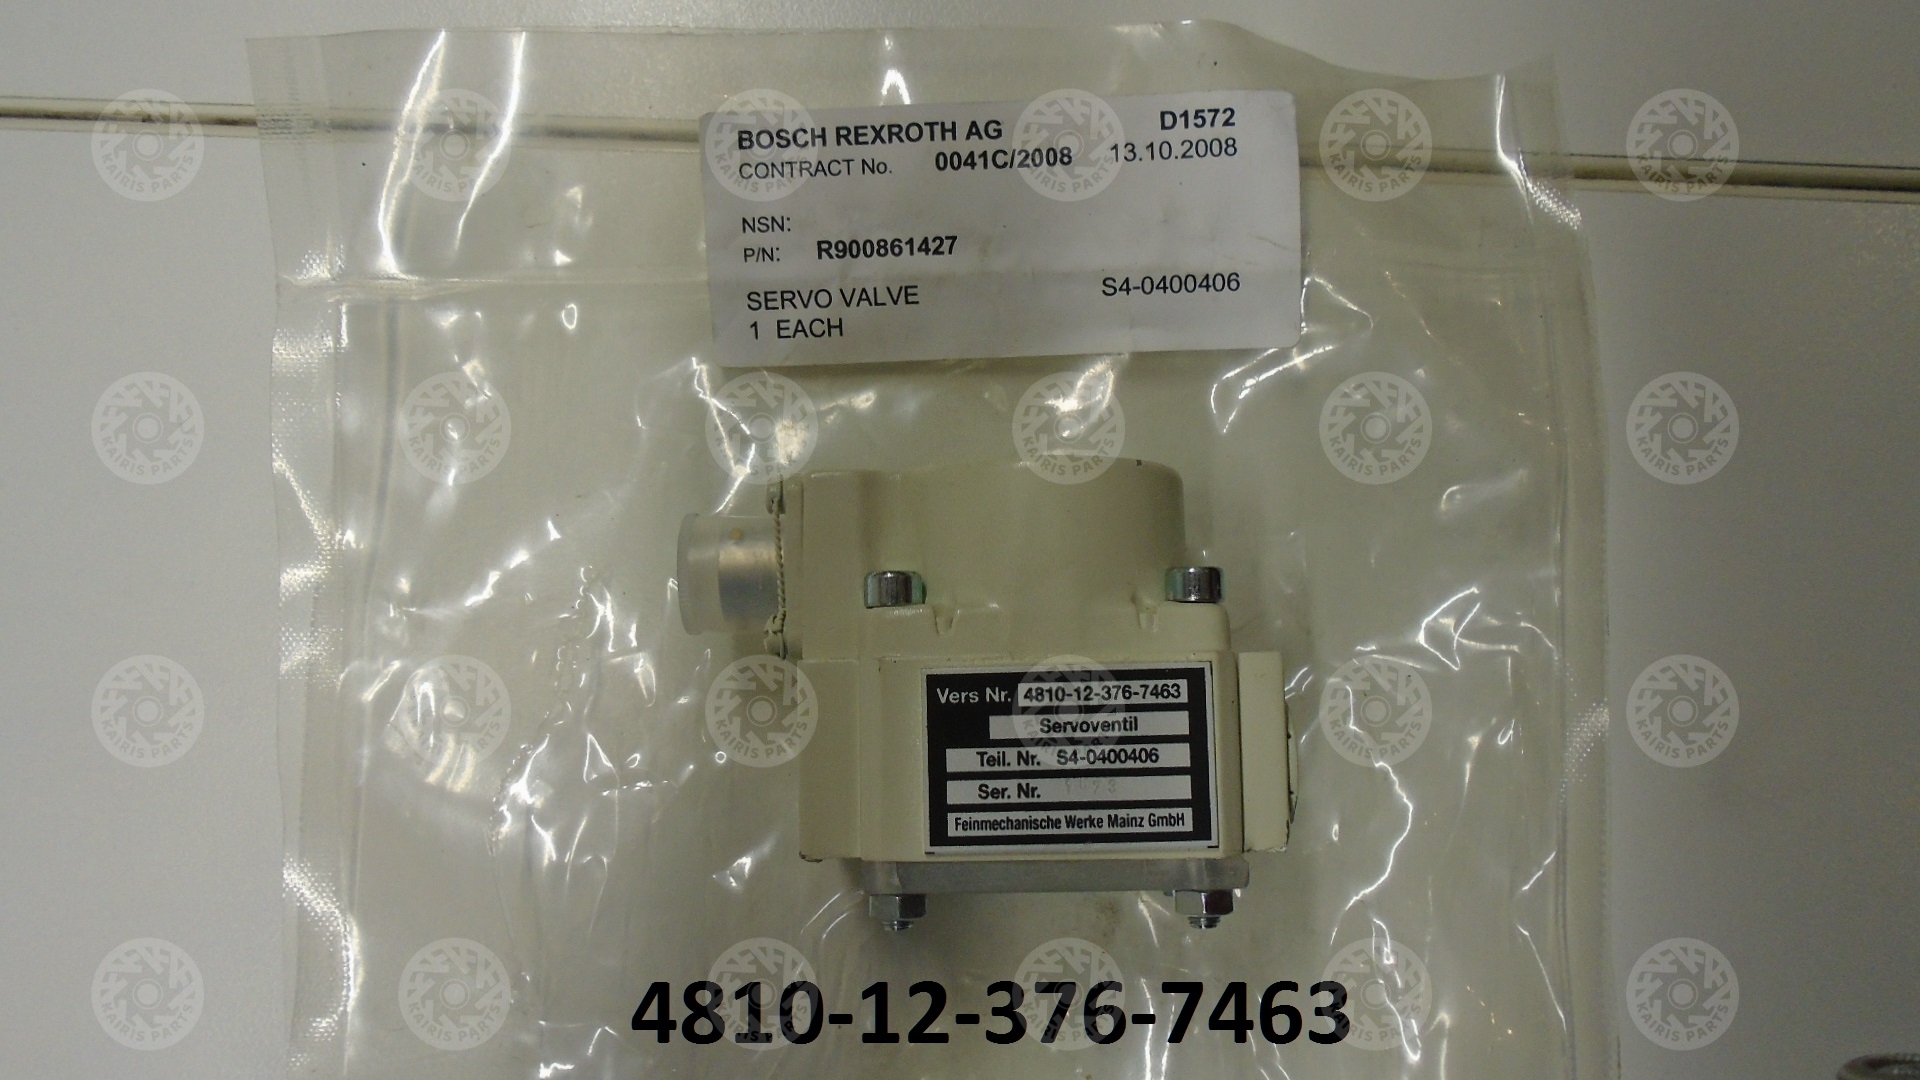 BOSCH REXROTH AG D1572
CONTRACT No. 0041C/2008 13.10.2008
NSN:
P/N: R900861427
SERVO VALVE S4-0400406
1 EACH
Vers Nr. 4810-12-376-7463
Servoventil
Teil. Nr. S4-0400406
Ser. Nr.
Feinmechanische Werke Mainz GmbH
4810-12-376-7463
KAIRIS PARTS